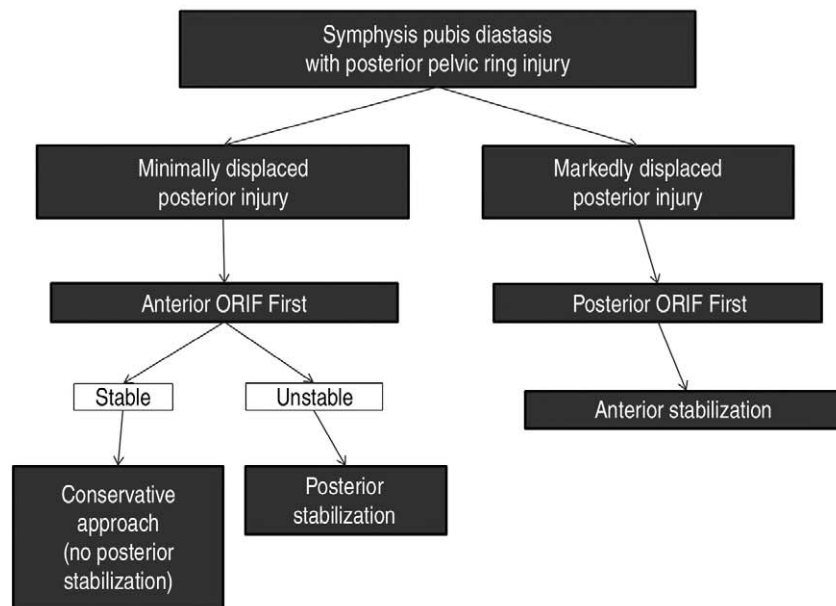 Symphysis pubis diastasis
with posterior pelvic ring injury
Minimally displaced
posterior injury
Markedly displaced
posterior injury
Anterior ORIF First
Posterior ORIF First
Stable
Unstable
Anterior stabilization
Conservative
approach
(no posterior
stabilization)
Posterior
stabilization